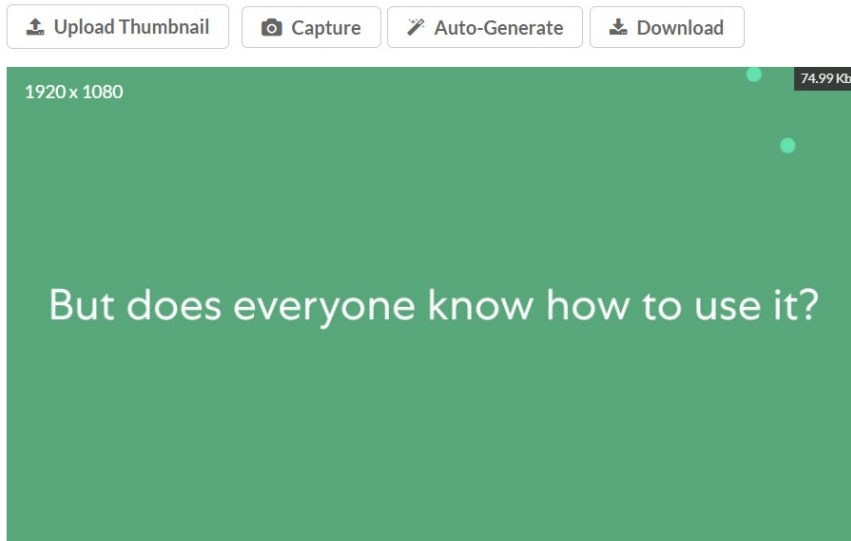 Upload Thumbnail Capture Auto-Generate Download
1920 x 1080 74.99 Kb
But does everyone know how to use it?